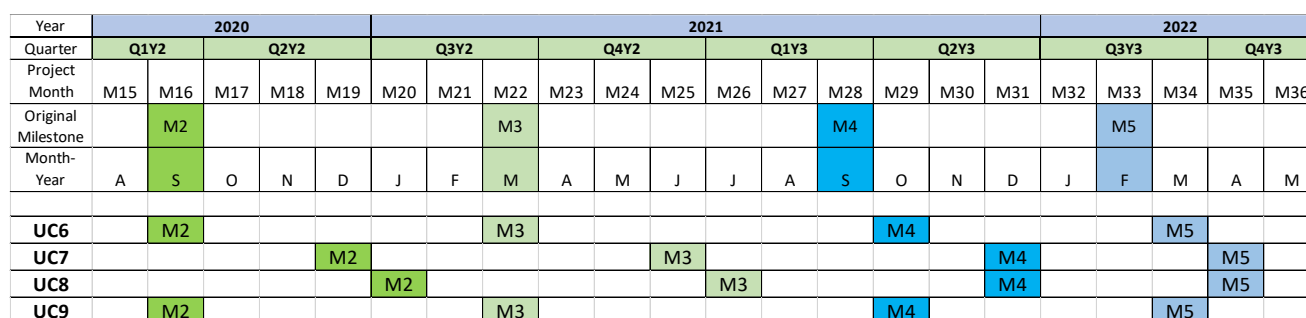 Year 2020 2021 2022
Quarter Q1Y2 Q2Y2 Q3Y2 Q4Y2 Q1Y3 Q2Y3 Q3Y3 Q4Y3
Project
Month M15 M16 M17 M18 M19 M20 M21 M22 M23 M24 M25 M26 M27 M28 M29 M30 M31 M32 M33 M34 M35 M36
Original
Milestone M2 M3 M4 M5
Month-
Year A S O N D J F M A M J J A S O N D J F M A M
UC6 M2 M3 M4 M5
UC7 M2 M3 M4 M5
UC8 M2 M3 M4 M5
UC9 M2 M3 M4 M5